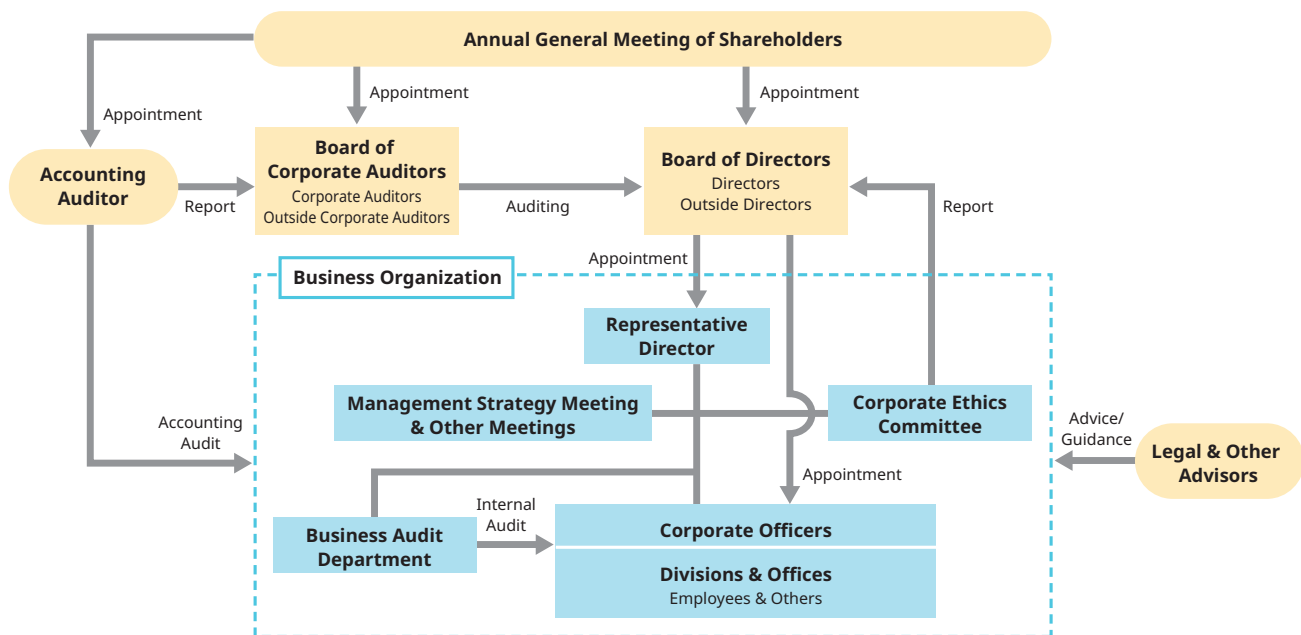 Annual General Meeting of Shareholders
Appointment
Appointment
Appointment
Accounting
Auditor
Report
Board of
Corporate Auditors
Corporate Auditors
Outside Corporate Auditors
Auditing
Board of Directors
Directors
Outside Directors
Report
Appointment
Business Organization
Representative
Director
Management Strategy Meeting
& Other Meetings
Corporate Ethics
Committee
Accounting
Audit
Advice/
Guidance
Legal & Other
Advisors
Appointment
Business Audit
Department
Internal
Audit
Corporate Officers
Divisions & Offices
Employees & Others